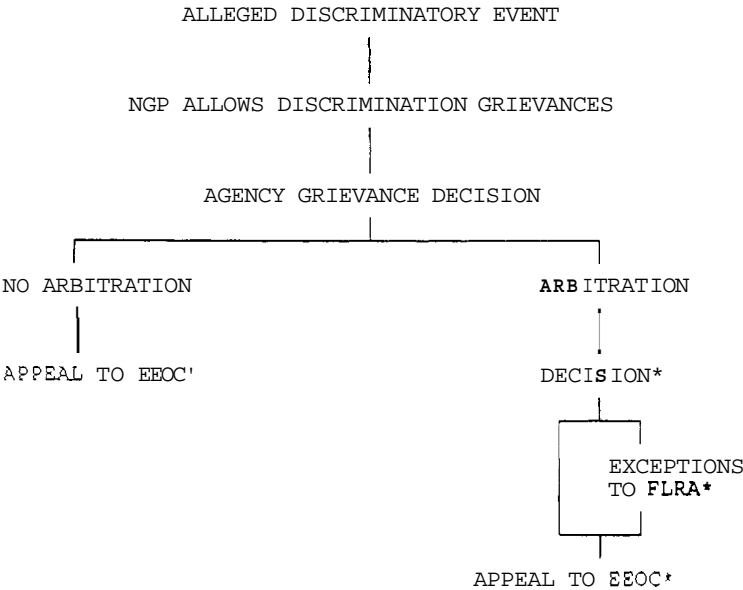 ALLEGED DISCRIMINATORY EVENT
NGP ALLOWS DISCRIMINATION GRIEVANCES
AGENCY GRIEVANCE DECISION
NO ARBITRATION
ARBITRATION
APPEAL TO EEOC'
DECISION*
EXCEPTIONS
TO FLRA*
APPEAL TO EEOC*